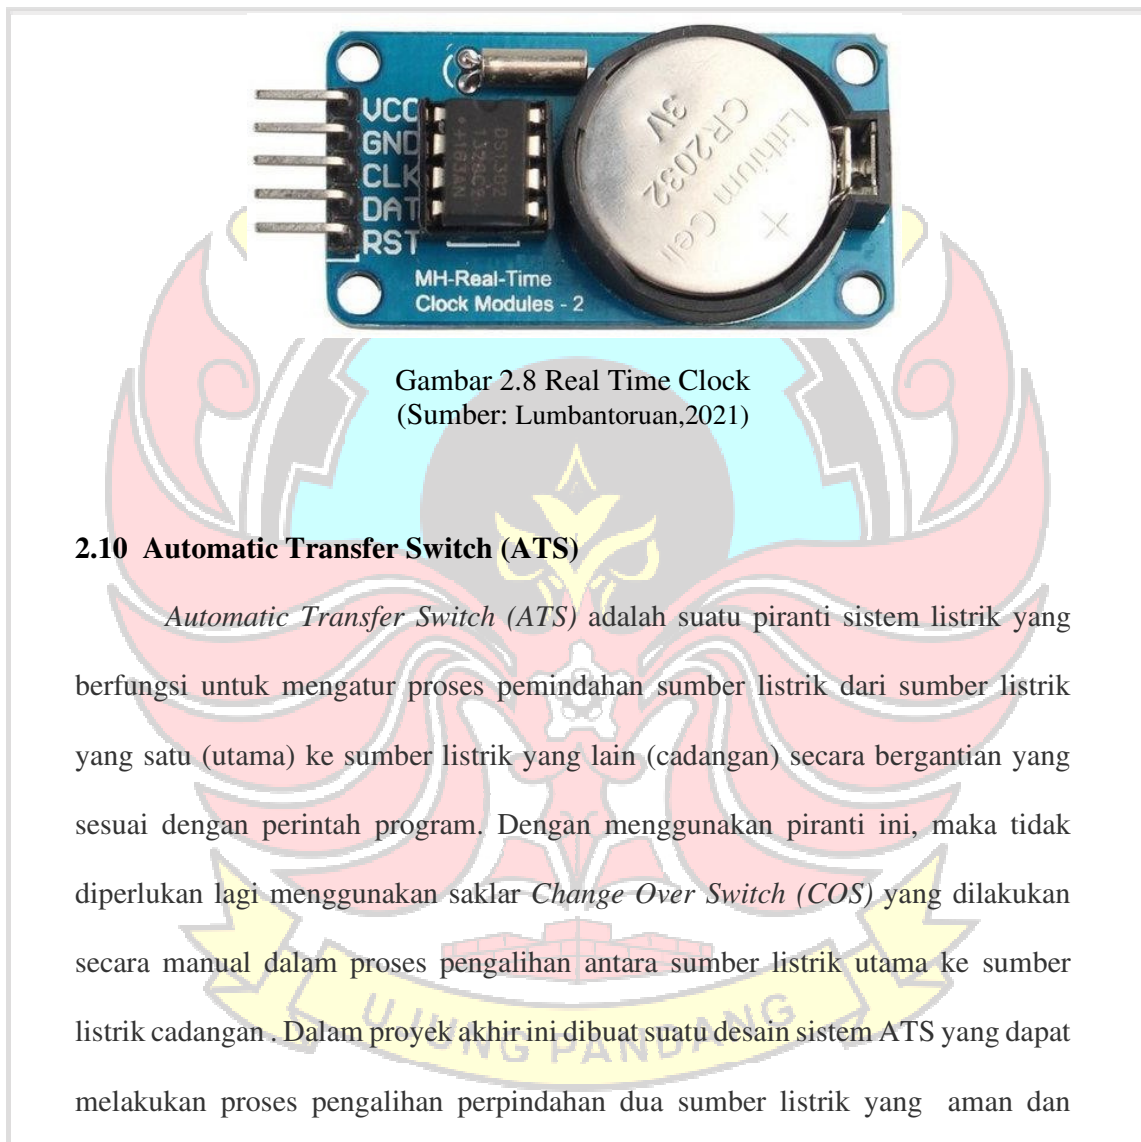 VCC
GND
CLK
DAT
RST
DS1302
MH-Real-Time
Clock Modules - 2
Lithium Cell
CR2032
3V
+
Gambar 2.8 Real Time Clock
(Sumber: Lumbantoruan,2021)
2.10 Automatic Transfer Switch (ATS)
Automatic Transfer Switch (ATS) adalah suatu piranti sistem listrik yang
berfungsi untuk mengatur proses pemindahan sumber listrik dari sumber listrik
yang satu (utama) ke sumber listrik yang lain (cadangan) secara bergantian yang
sesuai dengan perintah program. Dengan menggunakan piranti ini, maka tidak
diperlukan lagi menggunakan saklar Change Over Switch (COS) yang dilakukan
secara manual dalam proses pengalihan antara sumber listrik utama ke sumber
listrik cadangan . Dalam proyek akhir ini dibuat suatu desain sistem ATS yang dapat
melakukan proses pengalihan perpindahan dua sumber listrik yang aman dan
UJUNG PANDANG